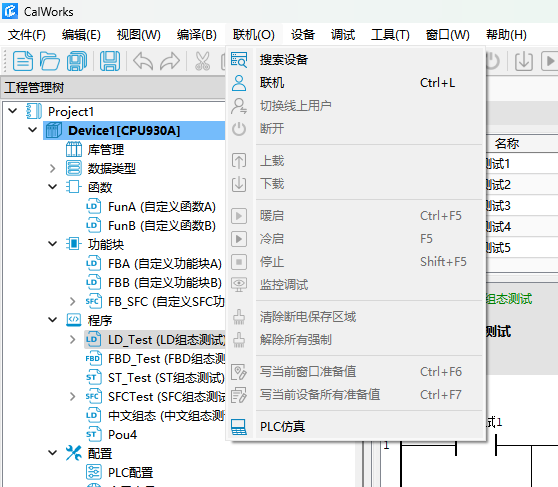 CalWorks
文件(F) 编辑(E) 视图(W) 编译(B) 联机(O) 设备 调试 工具(T) 窗口(W) 帮助(H)
工程管理树
Project1
Device1[CPU930A]
库管理
数据类型
函数
FunA (自定义函数A)
FunB (自定义函数B)
功能块
FBA (自定义功能块A)
FBB (自定义功能块B)
FB_SFC (自定义SFC功
程序
LD_Test (LD组态测试)
FBD_Test (FBD组态
ST_Test (ST组态测试)
SFCTest (SFC组态测
中文组态 (中文组态测
Pou4
配置
PLC配置
搜索设备
联机 Ctrl+L
切换线上用户
断开
上载
下载
暖启 Ctrl+F5
冷启 F5
停止 Shift+F5
监控调试
清除断电保存区域
解除所有强制
写当前窗口准备值 Ctrl+F6
写当前设备所有准备值 Ctrl+F7
PLC仿真
名称
测试1
测试2
测试3
测试4
测试5
组态测试
测试
试1
1